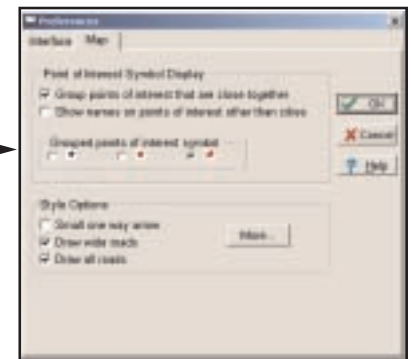 Preferences
Interface Map
Point of Interest Symbol Display
Group points of interest that are close together
Show names on points of interest other than cities
Grouped points of interest symbol
OK
Cancel
Help
Style Options
Small one way arrow
Draw wide roads
Draw all roads
More...